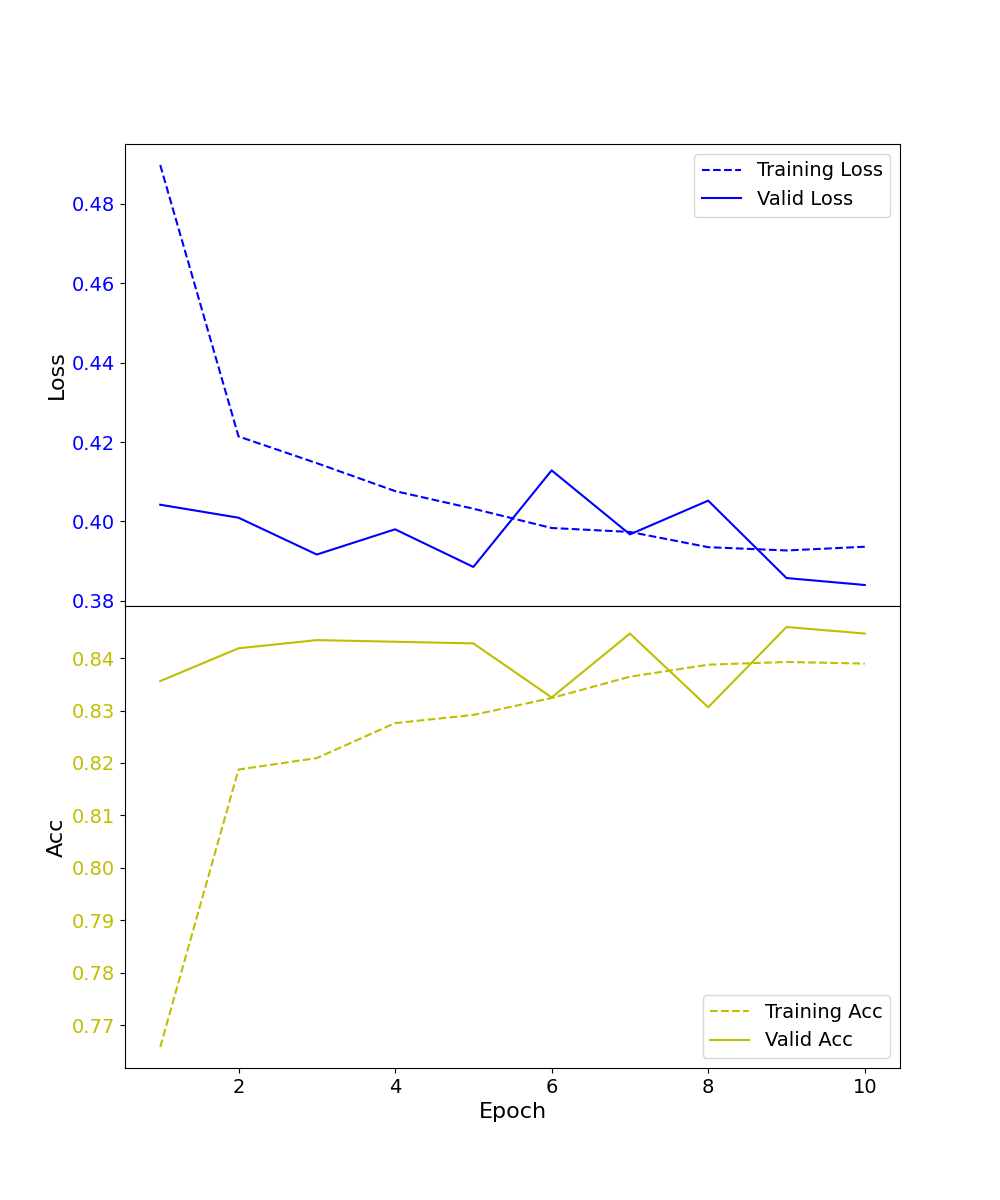 Training Loss
Valid Loss
0.48
0.46
0.44
0.42
0.40
0.38
Loss
0.84
0.83
0.82
0.81
0.80
0.79
0.78
0.77
Acc
Training Acc
Valid Acc
2 4 6 8 10
Epoch